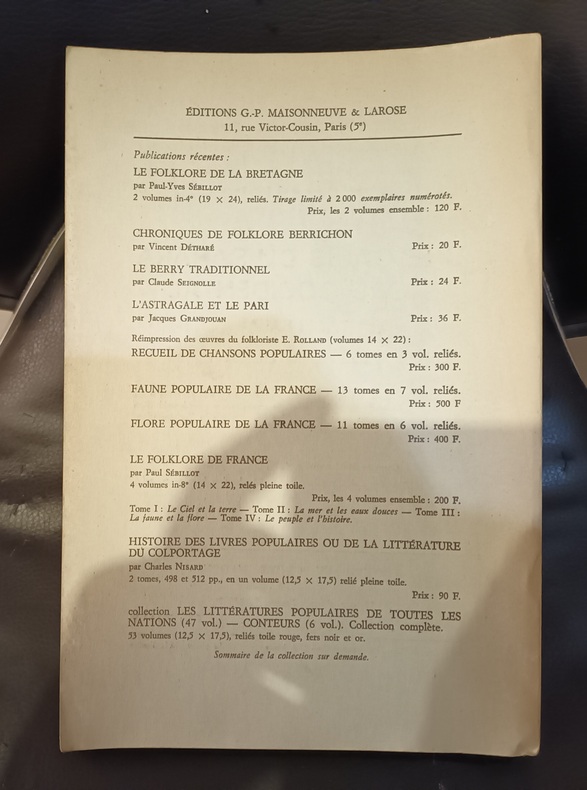 ÉDITIONS G.-P. MAISONNEUVE & LAROSE
11, rue Victor-Cousin, Paris (5ᵉ)
Publications récentes :
LE FOLKLORE DE LA BRETAGNE
par Paul-Yves SÉBILLOT
2 volumes in-4° (19 × 24), reliés. Tirage limité à 2 000 exemplaires numérotés.
Prix, les 2 volumes ensemble : 120 F.
CHRONIQUES DE FOLKLORE BERRICHON
par Vincent DÉTHARÉ Prix : 20 F.
LE BERRY TRADITIONNEL
par Claude SEIGNOLLE Prix : 24 F.
L'ASTRAGALE ET LE PARI
par Jacques GRANDJOUAN Prix : 36 F.
Réimpression des œuvres du folkloriste E. ROLLAND (volumes 14 × 22) :
RECUEIL DE CHANSONS POPULAIRES — 6 tomes en 3 vol. reliés.
Prix : 300 F.
FAUNE POPULAIRE DE LA FRANCE — 13 tomes en 7 vol. reliés.
Prix : 500 F
FLORE POPULAIRE DE LA FRANCE — 11 tomes en 6 vol. reliés.
Prix : 400 F.
LE FOLKLORE DE FRANCE
par Paul SÉBILLOT
4 volumes in-8° (14 × 22), relés pleine toile.
Prix, les 4 volumes ensemble : 200 F.
Tome I : Le Ciel et la terre — Tome II : La mer et les eaux douces — Tome III :
La faune et la flore — Tome IV : Le peuple et l'histoire.
HISTOIRE DES LIVRES POPULAIRES OU DE LA LITTÉRATURE
DU COLPORTAGE
par Charles NISARD
2 tomes, 498 et 512 pp., en un volume (12,5 × 17,5) relié pleine toile.
Prix : 90 F.
collection LES LITTÉRATURES POPULAIRES DE TOUTES LES
NATIONS (47 vol.) — CONTEURS (6 vol.). Collection complète.
53 volumes (12,5 × 17,5), reliés toile rouge, fers noir et or.
Sommaire de la collection sur demande.